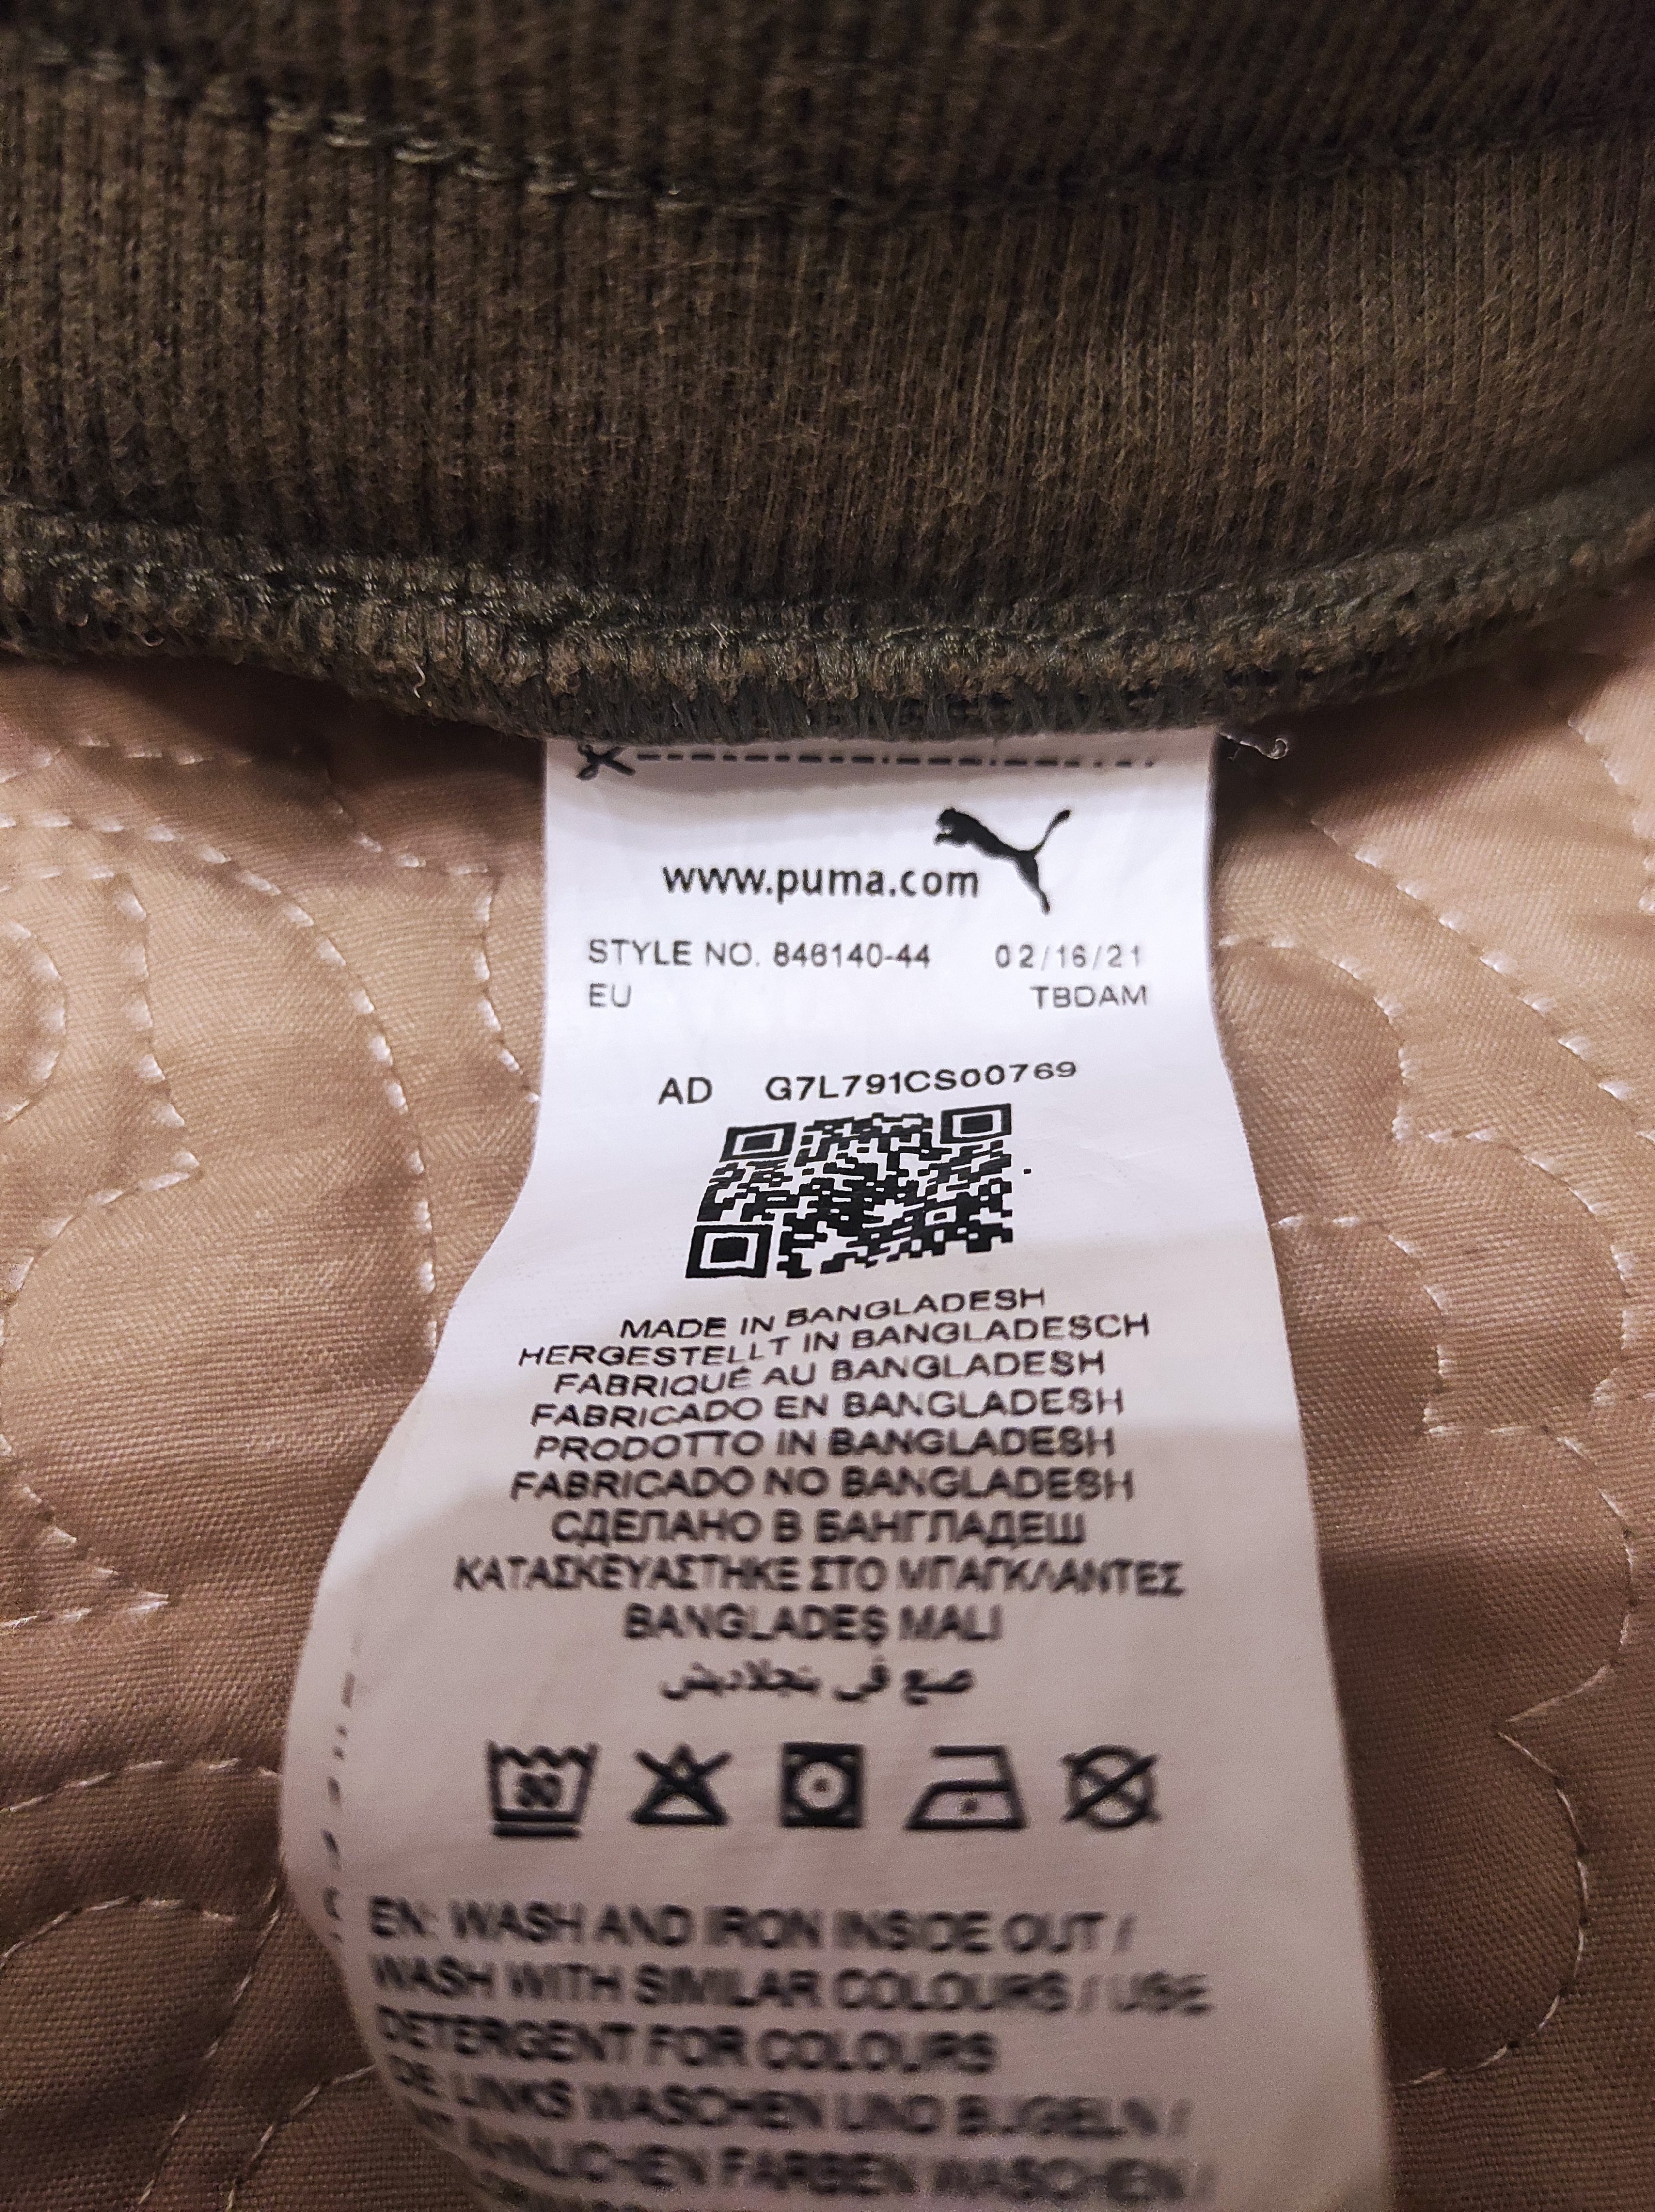 www.puma.com
STYLE NO. 846140-44 02/16/21
EU TBDAM
AD G7L791CS00769
MADE IN BANGLADESH
HERGESTELLT IN BANGLADESCH
FABRIQUÉ AU BANGLADESH
FABRICADO EN BANGLADESH
PRODOTTO IN BANGLADESH
FABRICADO NO BANGLADESH
СДЕЛАНО В БАНГЛАДЕШ
ΚΑΤΑΣΚΕΥΑΣΤΗΚΕ ΣΤΟ ΜΠΑΓΚΛΑΝΤΕΣ
BANGLADEŞ MALI
صنع في بنجلاديش
EN: WASH AND IRON INSIDE OUT /
WASH WITH SIMILAR COLOURS / USE
DETERGENT FOR COLOURS
DE LINKS WASCHEN UND BÜGELN /
ÄHNLICHEN FARBEN WASCHEN /